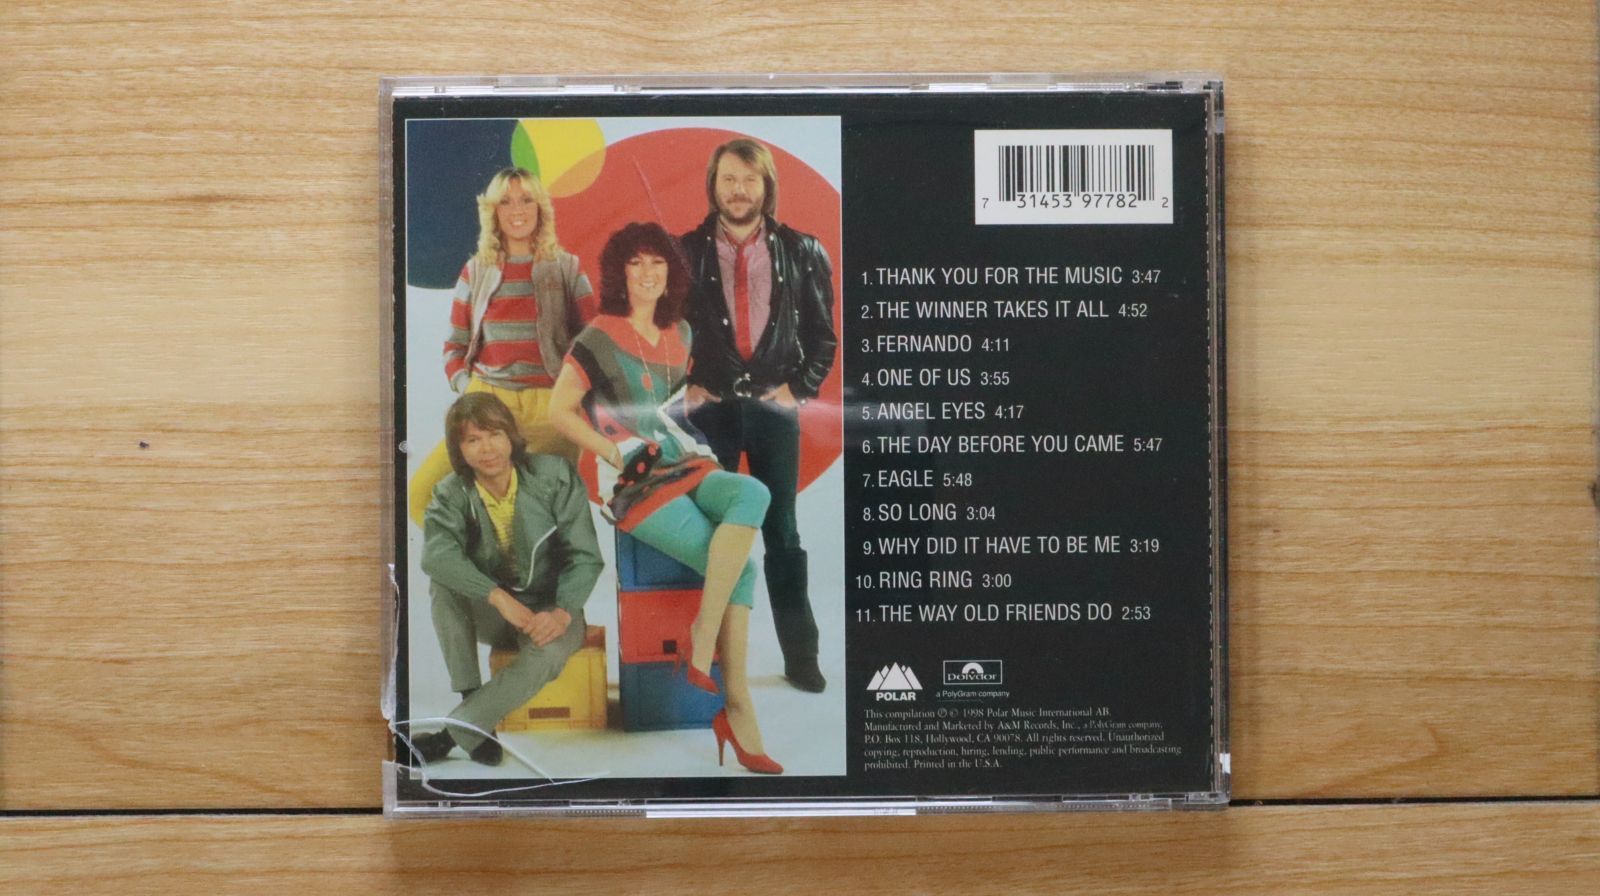 7 31453 97782 2
1. THANK YOU FOR THE MUSIC 3:47
2. THE WINNER TAKES IT ALL 4:52
3. FERNANDO 4:11
4. ONE OF US 3:55
5. ANGEL EYES 4:17
6. THE DAY BEFORE YOU CAME 5:47
7. EAGLE 5:48
8. SO LONG 3:04
9. WHY DID IT HAVE TO BE ME 3:19
10. RING RING 3:00
11. THE WAY OLD FRIENDS DO 2:53
POLAR
Polydor
a PolyGram company
This compilation ℗ © 1998 Polar Music International AB.
Manufactured and Marketed by A&M Records, Inc., a PolyGram company,
P.O. Box 118, Hollywood, CA 90078. All rights reserved. Unauthorized
copying, reproduction, hiring, lending, public performance and broadcasting
prohibited. Printed in the U.S.A.